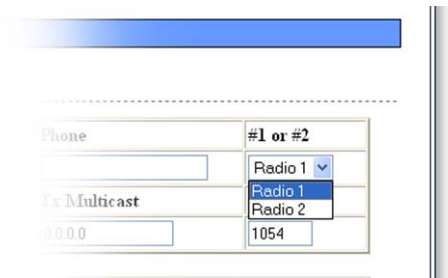 Phone #1 or #2
Radio 1
Radio 1
Tx Multicast
Radio 2
0.0.0.0 1054